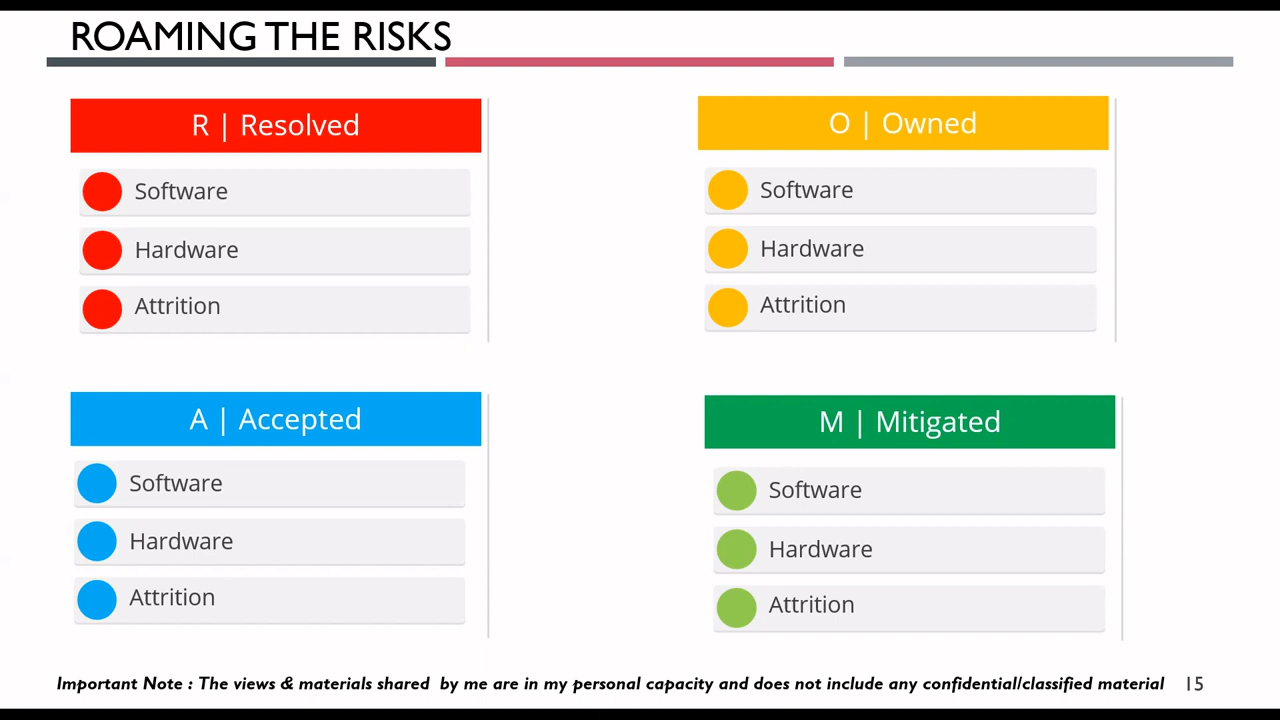 ROAMING THE RISKS
R | Resolved
Software
Hardware
Attrition
O | Owned
Software
Hardware
Attrition
A | Accepted
Software
Hardware
Attrition
M | Mitigated
Software
Hardware
Attrition
Important Note : The views & materials shared by me are in my personal capacity and does not include any confidential/classified material 15